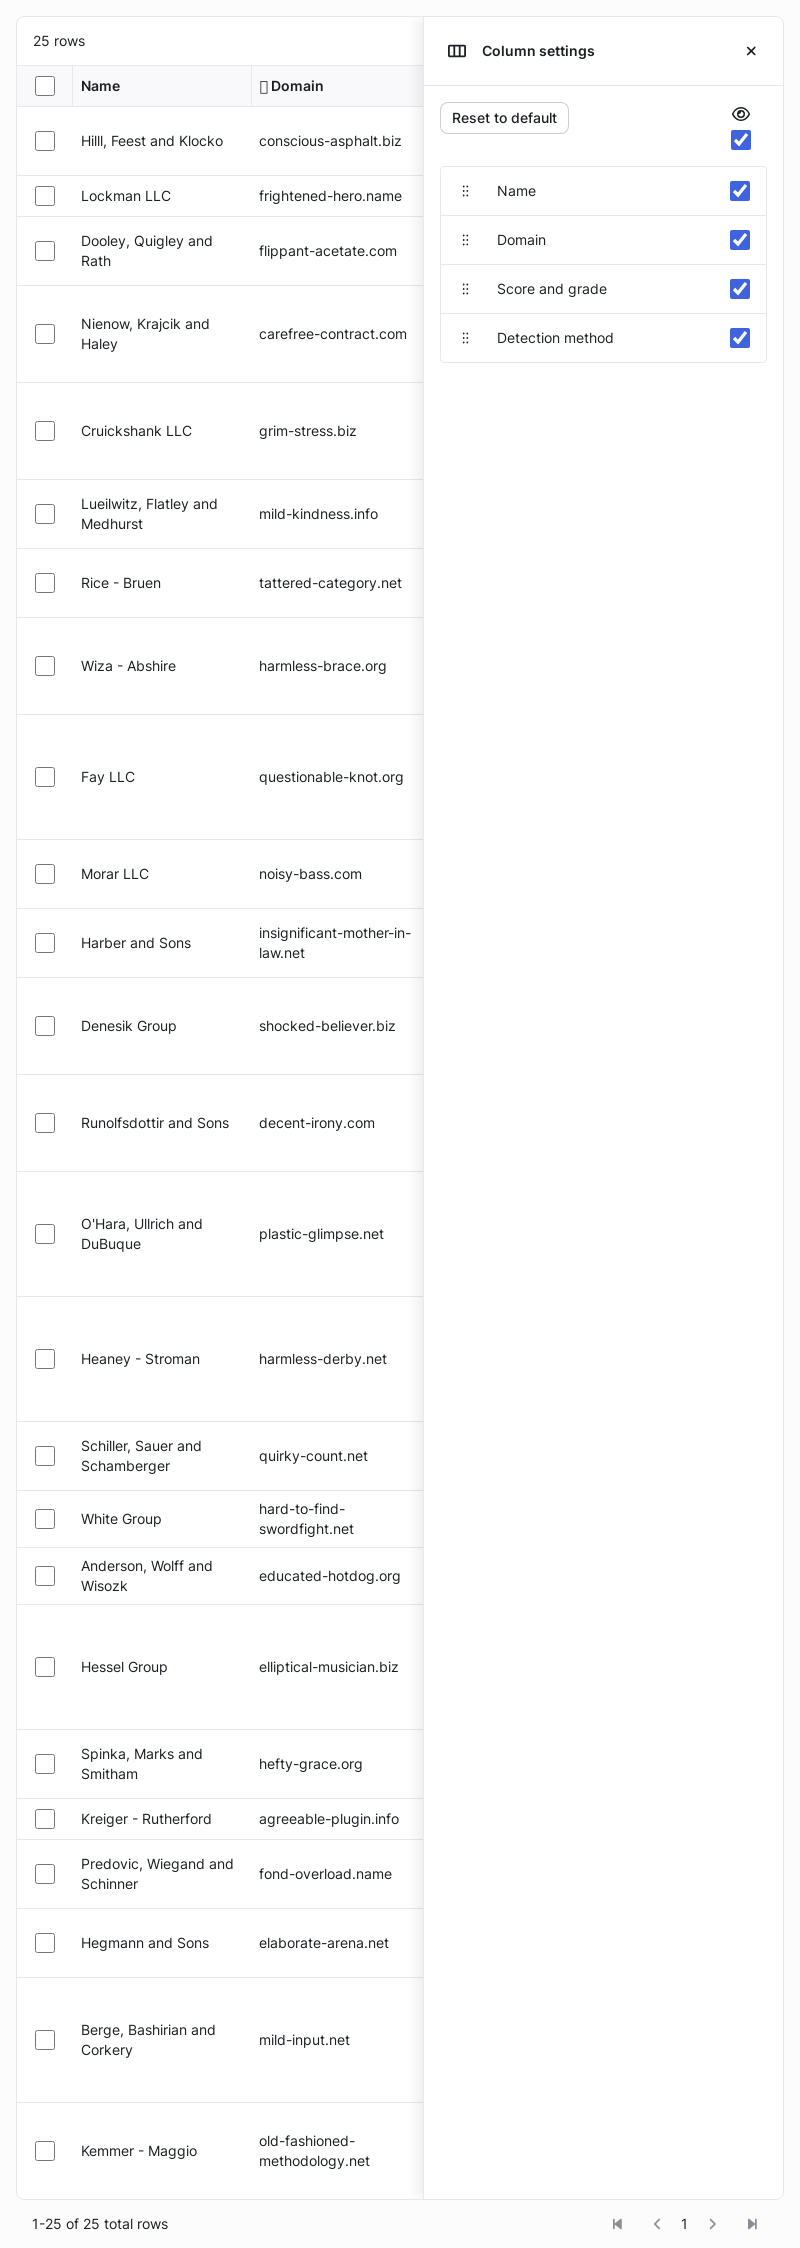 25 rows
Column settings
Name
Domain
Reset to default
Hilll, Feest and Klocko
conscious-asphalt.biz
Name
Lockman LLC
frightened-hero.name
Domain
Dooley, Quigley and
Rath
flippant-acetate.com
Score and grade
Nienow, Krajcik and
Haley
carefree-contract.com
Detection method
Cruickshank LLC
grim-stress.biz
Lueilwitz, Flatley and
Medhurst
mild-kindness.info
Rice - Bruen
tattered-category.net
Wiza - Abshire
harmless-brace.org
Fay LLC
questionable-knot.org
Morar LLC
noisy-bass.com
Harber and Sons
insignificant-mother-in-
law.net
Denesik Group
shocked-believer.biz
Runolfsdottir and Sons
decent-irony.com
O'Hara, Ullrich and
DuBuque
plastic-glimpse.net
Heaney - Stroman
harmless-derby.net
Schiller, Sauer and
Schamberger
quirky-count.net
White Group
hard-to-find-
swordfight.net
Anderson, Wolff and
Wisozk
educated-hotdog.org
Hessel Group
elliptical-musician.biz
Spinka, Marks and
Smitham
hefty-grace.org
Kreiger - Rutherford
agreeable-plugin.info
Predovic, Wiegand and
Schinner
fond-overload.name
Hegmann and Sons
elaborate-arena.net
Berge, Bashirian and
Corkery
mild-input.net
Kemmer - Maggio
old-fashioned-
methodology.net
1-25 of 25 total rows
1